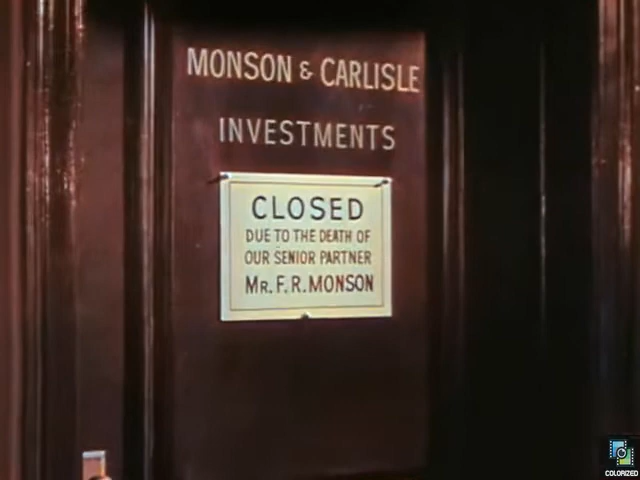 MONSON & CARLISLE
INVESTMENTS
CLOSED
DUE TO THE DEATH OF
OUR SENIOR PARTNER
MR. F. R. MONSON
COLORIZED